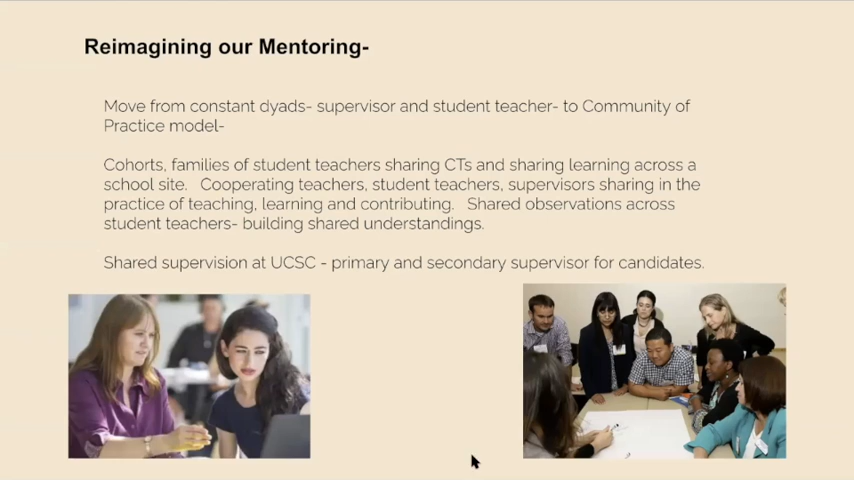 Reimagining our Mentoring-
Move from constant dyads- supervisor and student teacher- to Community of
Practice model-
Cohorts, families of student teachers sharing CTs and sharing learning across a
school site. Cooperating teachers, student teachers, supervisors sharing in the
practice of teaching, learning and contributing. Shared observations across
student teachers- building shared understandings.
Shared supervision at UCSC - primary and secondary supervisor for candidates.